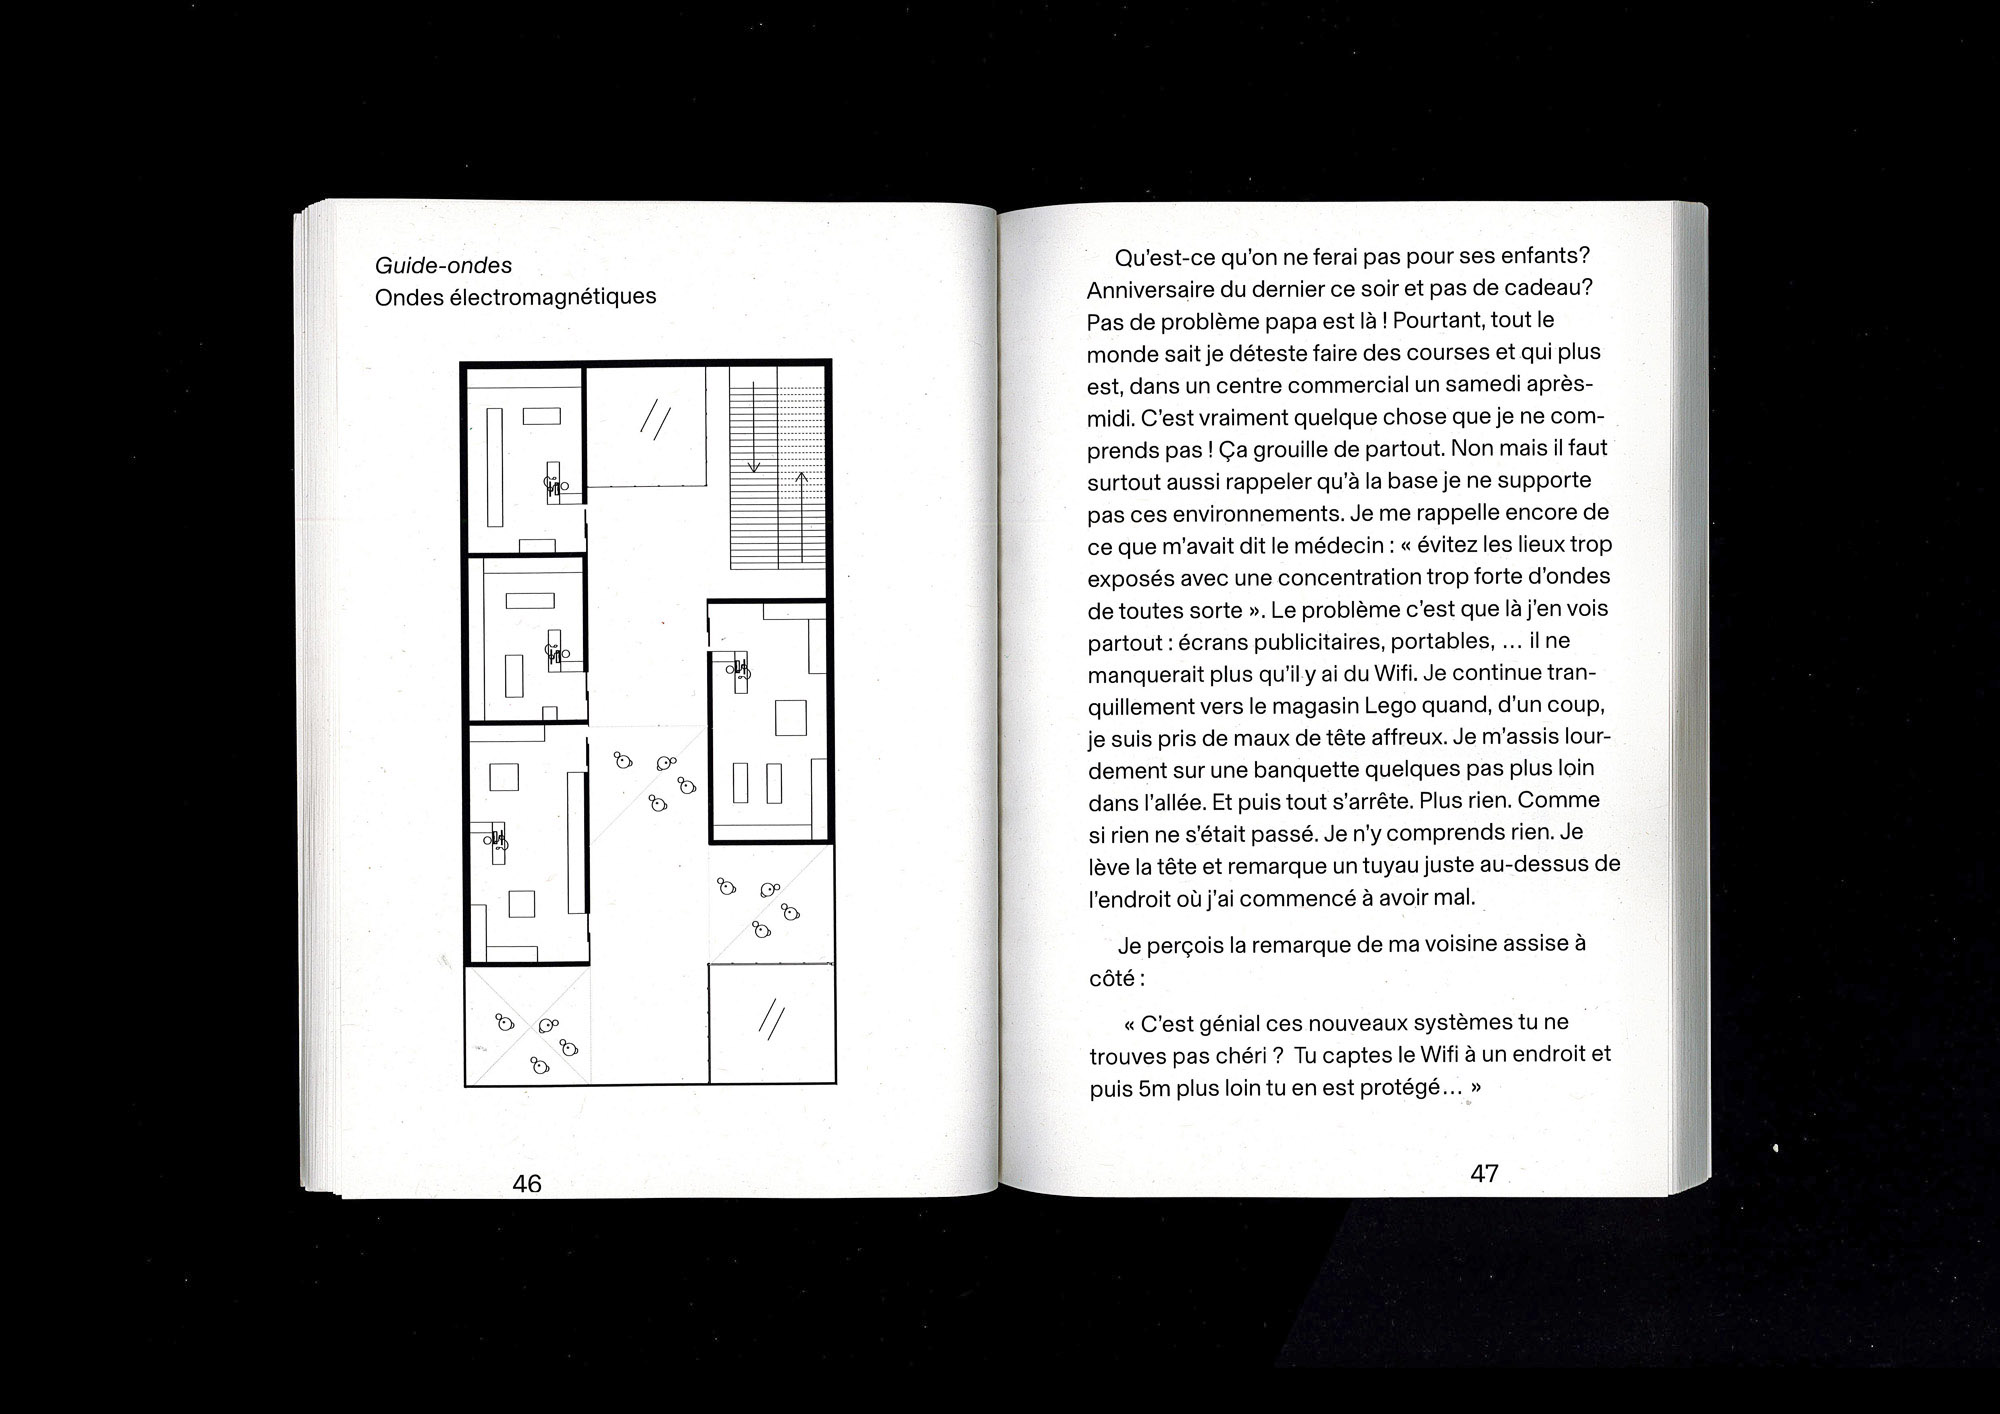 Guide-ondes
Ondes électromagnétiques
46
Qu'est-ce qu'on ne ferai pas pour ses enfants?
Anniversaire du dernier ce soir et pas de cadeau?
Pas de problème papa est là ! Pourtant, tout le
monde sait je déteste faire des courses et qui plus
est, dans un centre commercial un samedi après-
midi. C'est vraiment quelque chose que je ne com-
prends pas ! Ça grouille de partout. Non mais il faut
surtout aussi rappeler qu'à la base je ne supporte
pas ces environnements. Je me rappelle encore de
ce que m'avait dit le médecin : « évitez les lieux trop
exposés avec une concentration trop forte d'ondes
de toutes sorte ». Le problème c'est que là j'en vois
partout : écrans publicitaires, portables, … il ne
manquerait plus qu'il y ai du Wifi. Je continue tran-
quillement vers le magasin Lego quand, d'un coup,
je suis pris de maux de tête affreux. Je m'assis lour-
dement sur une banquette quelques pas plus loin
dans l'allée. Et puis tout s'arrête. Plus rien. Comme
si rien ne s'était passé. Je n'y comprends rien. Je
lève la tête et remarque un tuyau juste au-dessus de
l'endroit où j'ai commencé à avoir mal.
Je perçois la remarque de ma voisine assise à
côté :
« C'est génial ces nouveaux systèmes tu ne
trouves pas chéri ? Tu captes le Wifi à un endroit et
puis 5m plus loin tu en est protégé… »
47